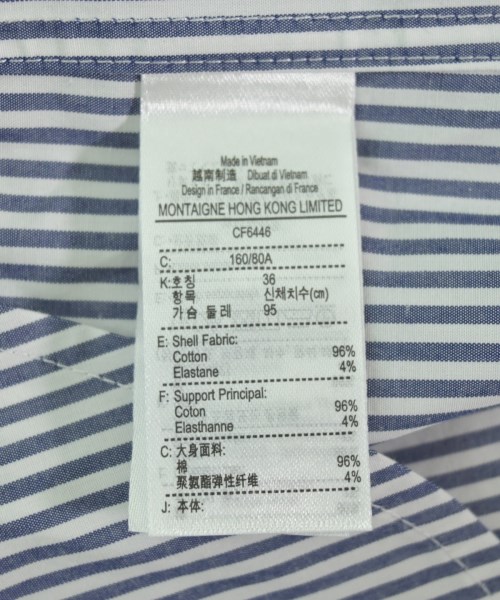 Made in Vietnam
越南制造 Dibuat di Vietnam
Design in France / Rancangan di France
MONTAIGNE HONG KONG LIMITED
CF6446
C: 160/80A
K: 호칭 36
항목 신체치수(cm)
가슴 둘레 95
E: Shell Fabric:
Cotton 96%
Elastane 4%
F: Support Principal:
Coton 96%
Elasthanne 4%
C: 大身面料:
棉 96%
聚氨酯弹性纤维 4%
J: 本体: